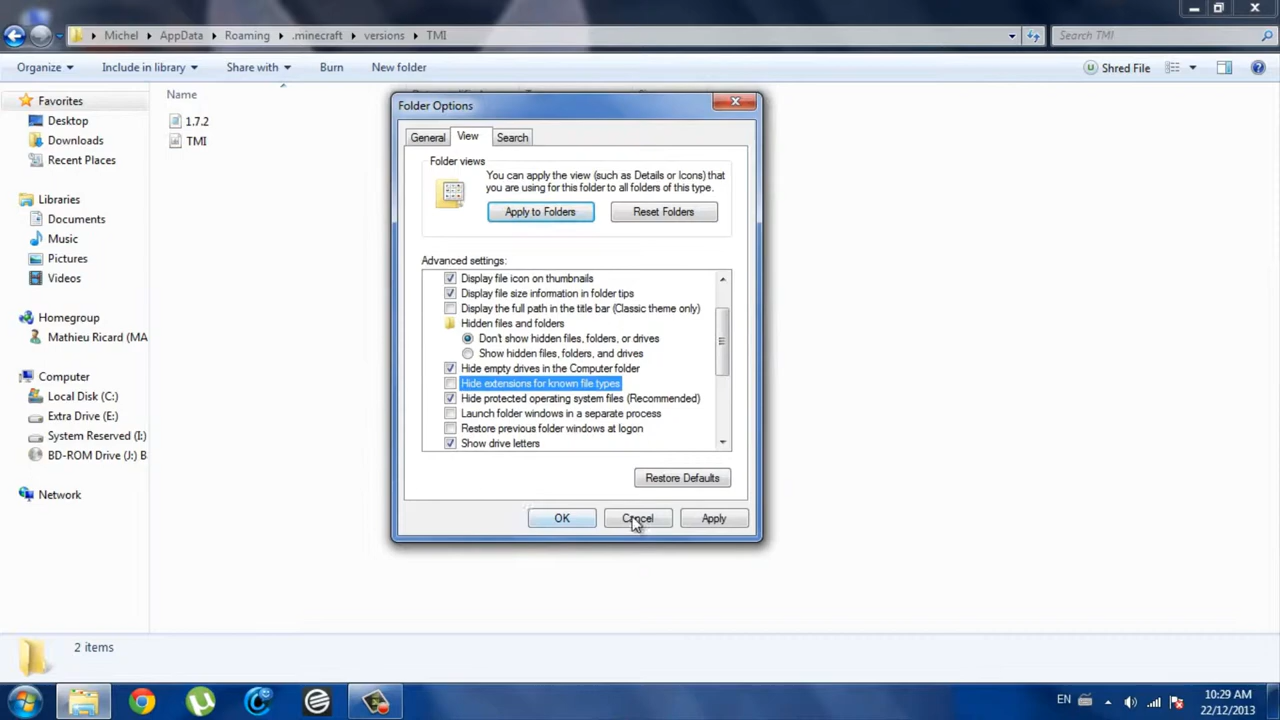 Michel
AppData
Roaming
.minecraft
versions
TMI
Search TMI
Organize
Include in library
Share with
Burn
New folder
Shred File
Favorites
Desktop
Downloads
Recent Places
Libraries
Documents
Music
Pictures
Videos
Homegroup
Mathieu Ricard (MA
Computer
Local Disk (C:)
Extra Drive (E:)
System Reserved (I:)
BD-ROM Drive (J:) B
Network
Name
1.7.2
TMI
Folder Options
General
View
Search
Folder views
You can apply the view (such as Details or Icons) that
you are using for this folder to all folders of this type.
Apply to Folders
Reset Folders
Advanced settings:
Display file icon on thumbnails
Display file size information in folder tips
Display the full path in the title bar (Classic theme only)
Hidden files and folders
Don't show hidden files, folders, or drives
Show hidden files, folders, and drives
Hide empty drives in the Computer folder
Hide extensions for known file types
Hide protected operating system files (Recommended)
Launch folder windows in a separate process
Restore previous folder windows at logon
Show drive letters
Restore Defaults
OK
Cancel
Apply
2 items
EN
10:29 AM
22/12/2013